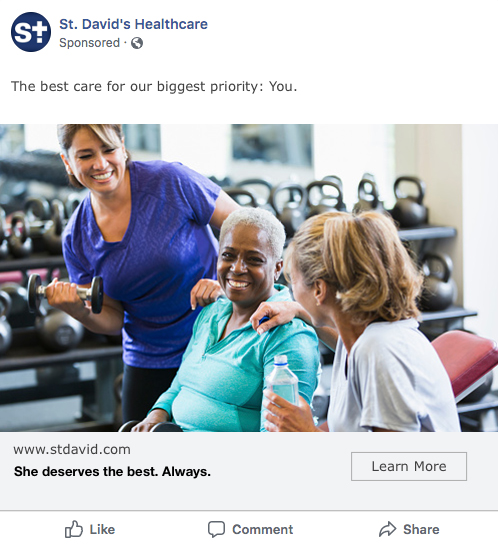 St
St. David's Healthcare
Sponsored ·
The best care for our biggest priority: You.
www.stdavid.com
She deserves the best. Always.
Learn More
Like Comment Share